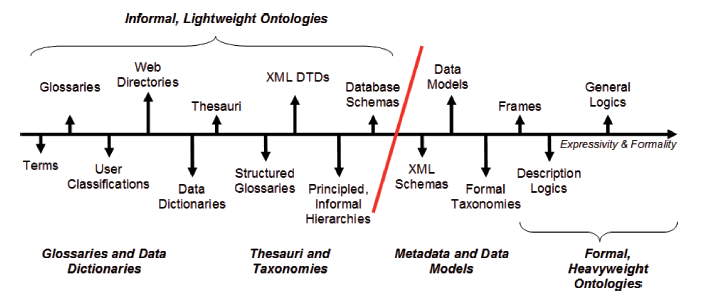 Informal, Lightweight Ontologies
Web
Directories
Data
Models
XML DTDs
Glossaries
Database
Schemas
General
Logics
Thesauri
Frames
Expressivity & Formality
Terms
User
Classifications
Data
Dictionaries
Structured
Glossaries
Principled,
Informal
Hierarchies
XML
Schemas
Formal
Taxonomies
Description
Logics
Glossaries and Data
Dictionaries
Thesauri and
Taxonomies
Metadata and Data
Models
Formal,
Heavyweight
Ontologies